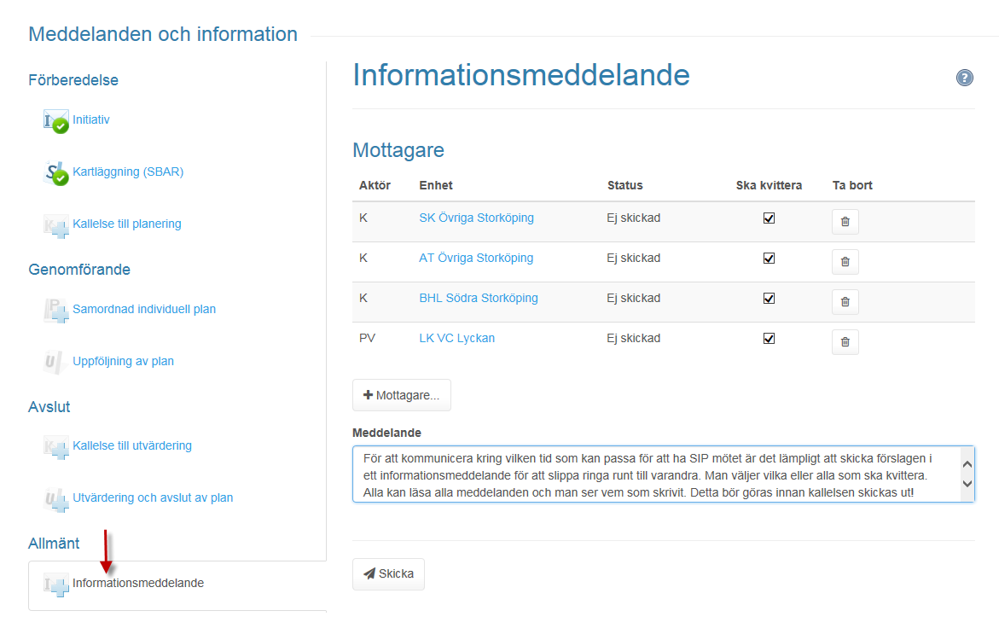 Meddelanden och information
Förberedelse
Initiativ
Kartläggning (SBAR)
Kallelse till planering
Genomförande
Samordnad individuell plan
Uppföljning av plan
Avslut
Kallelse till utvärdering
Utvärdering och avslut av plan
Allmänt
Informationsmeddelande
Informationsmeddelande
Mottagare
Aktör Enhet Status Ska kvittera Ta bort
K SK Övriga Storköping Ej skickad
K AT Övriga Storköping Ej skickad
K BHL Södra Storköping Ej skickad
PV LK VC Lyckan Ej skickad
Mottagare...
Meddelande
För att kommunicera kring vilken tid som kan passa för att ha SIP mötet är det lämpligt att skicka förslagen i
ett informationsmeddelande för att slippa ringa runt till varandra. Man väljer vilka eller alla som ska kvittera.
Alla kan läsa alla meddelanden och man ser vem som skrivit. Detta bör göras innan kallelsen skickas ut!
Skicka